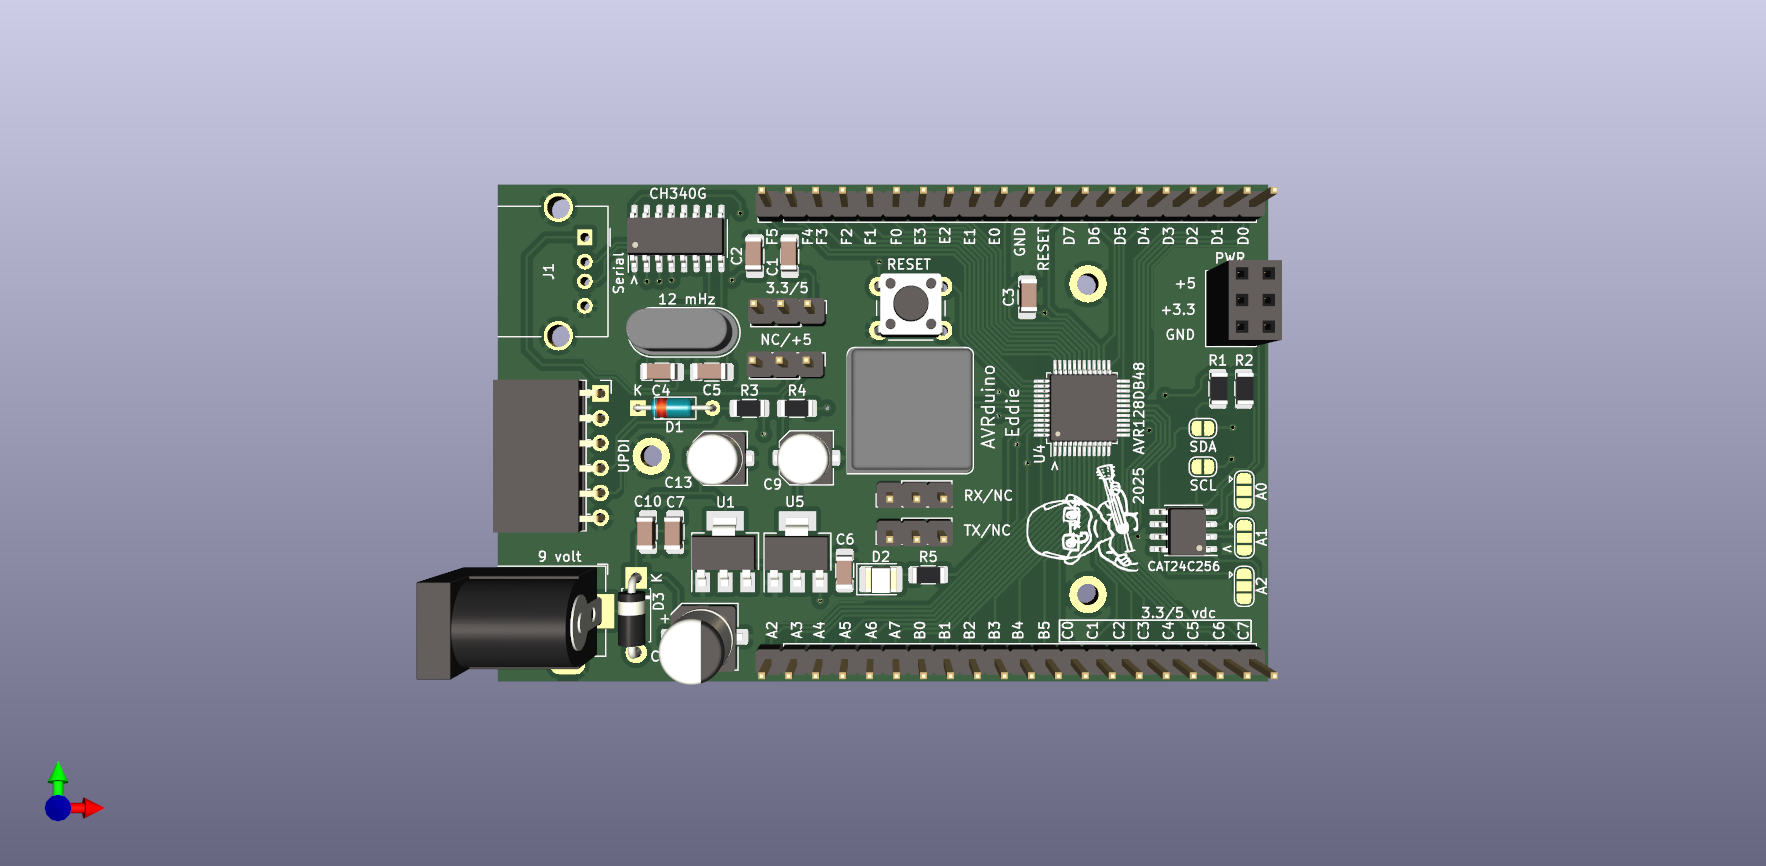 CH340G
J1
Serial
C2
F5
C1
F4
F3
F2
F1
F0
E3
E2
E1
E0
GND
RESET
D7
D6
D5
D4
D3
D2
D1
D0
RESET
PWR
+5
+3.3
GND
3.3/5
12 mHz
C3
NC/+5
K
C4
C5
R3
R4
R1
R2
D1
UPDI
AVRduino
Eddie
U4
AVR128DB48
2025
SDA
SCL
A0
A1
A2
C13
C9
C10
C7
U1
U5
RX/NC
TX/NC
C6
D2
R5
CAT24C256
9 volt
K
D3
+
3.3/5 vdc
A2
A3
A4
A5
A6
A7
B0
B1
B2
B3
B4
B5
C0
C1
C2
C3
C4
C5
C6
C7